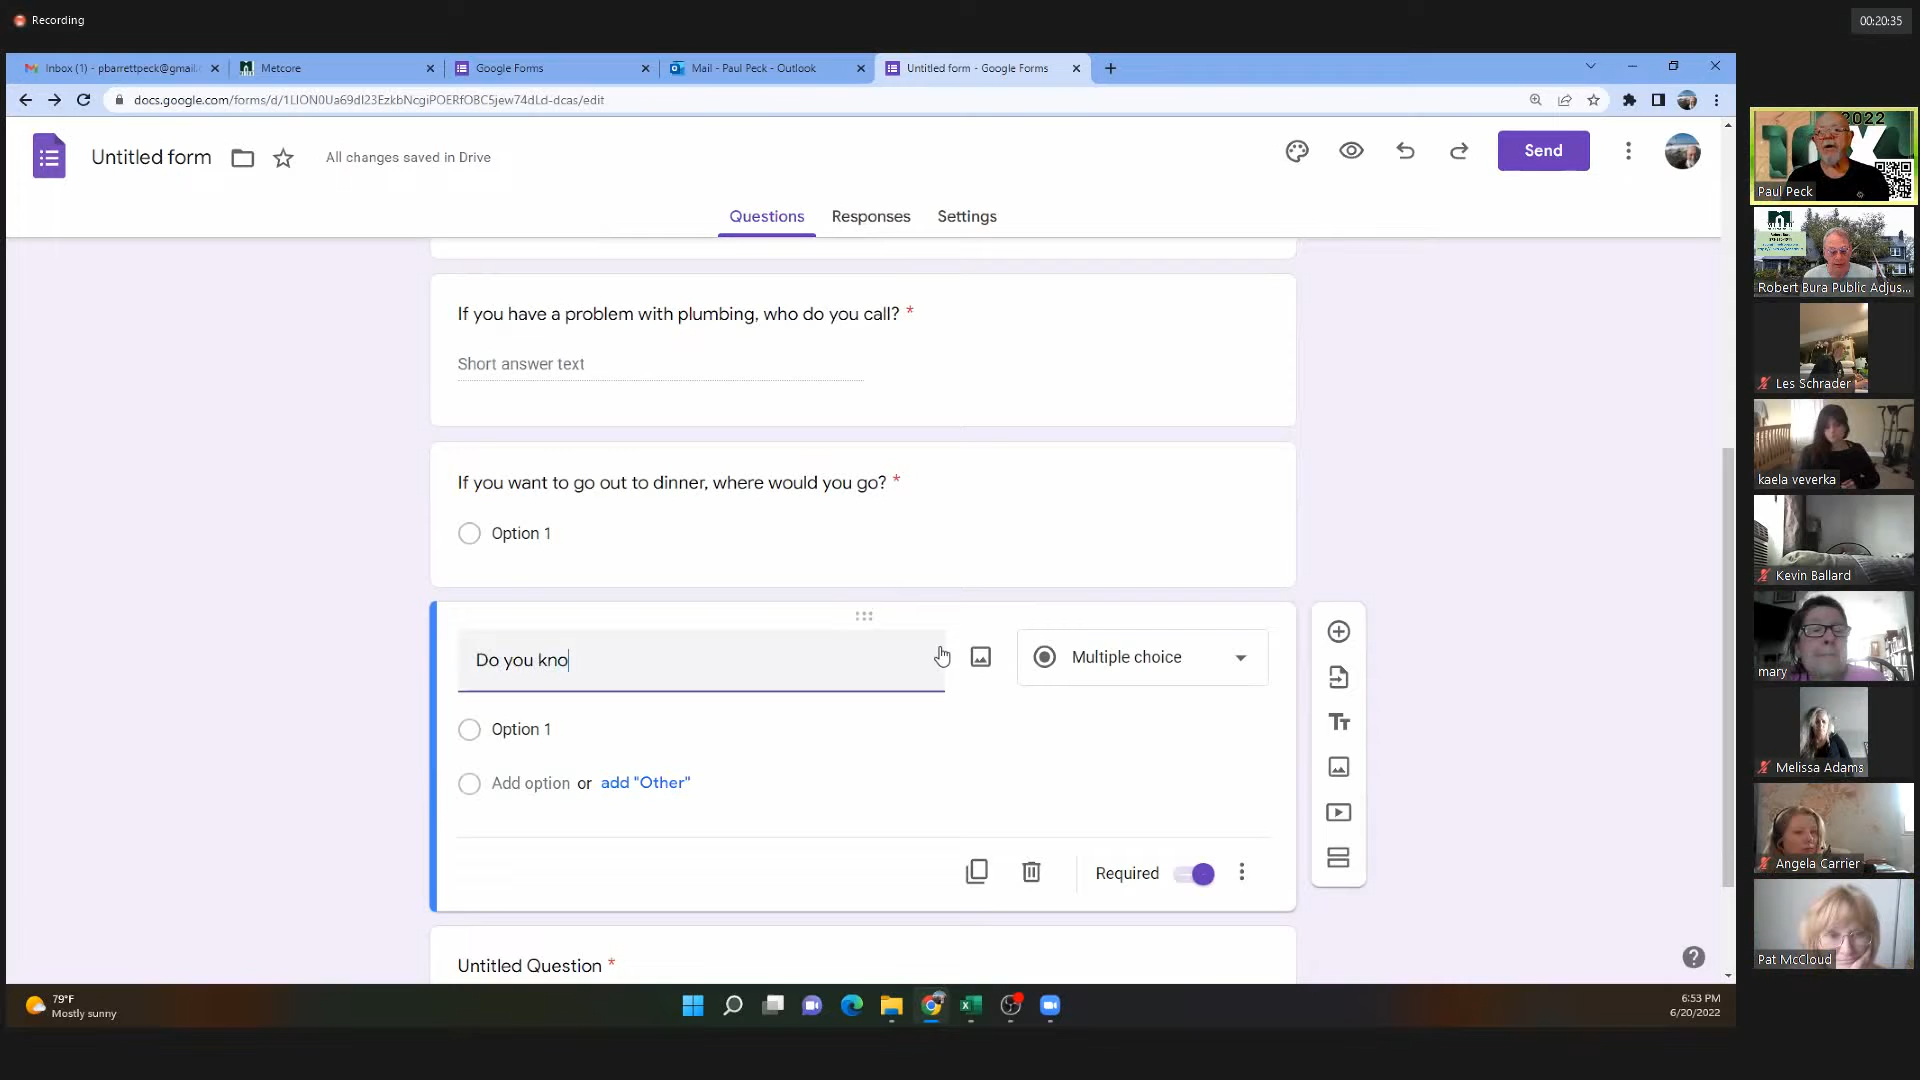 Recording
00:20:35
Inbox (1) - pbarrettpeck@gmail.
Metcore
Google Forms
Mail - Paul Peck - Outlook
Untitled form - Google Forms
docs.google.com/forms/d/1LlON0Ua69dl23EzkbNcgiPOERfOBC5jew74dLd-dcas/edit
Untitled form
All changes saved in Drive
Send
Questions
Responses
Settings
If you have a problem with plumbing, who do you call? *
Short answer text
If you want to go out to dinner, where would you go? *
Option 1
Do you kno
Multiple choice
Option 1
Add option or add "Other"
Required
Untitled Question *
2022
Paul Peck
Robert Bura Public Adjus...
Les Schrader
kaela veverka
Kevin Ballard
mary
Melissa Adams
Angela Carrier
Pat McCloud
79°F
Mostly sunny
6:53 PM
6/20/2022